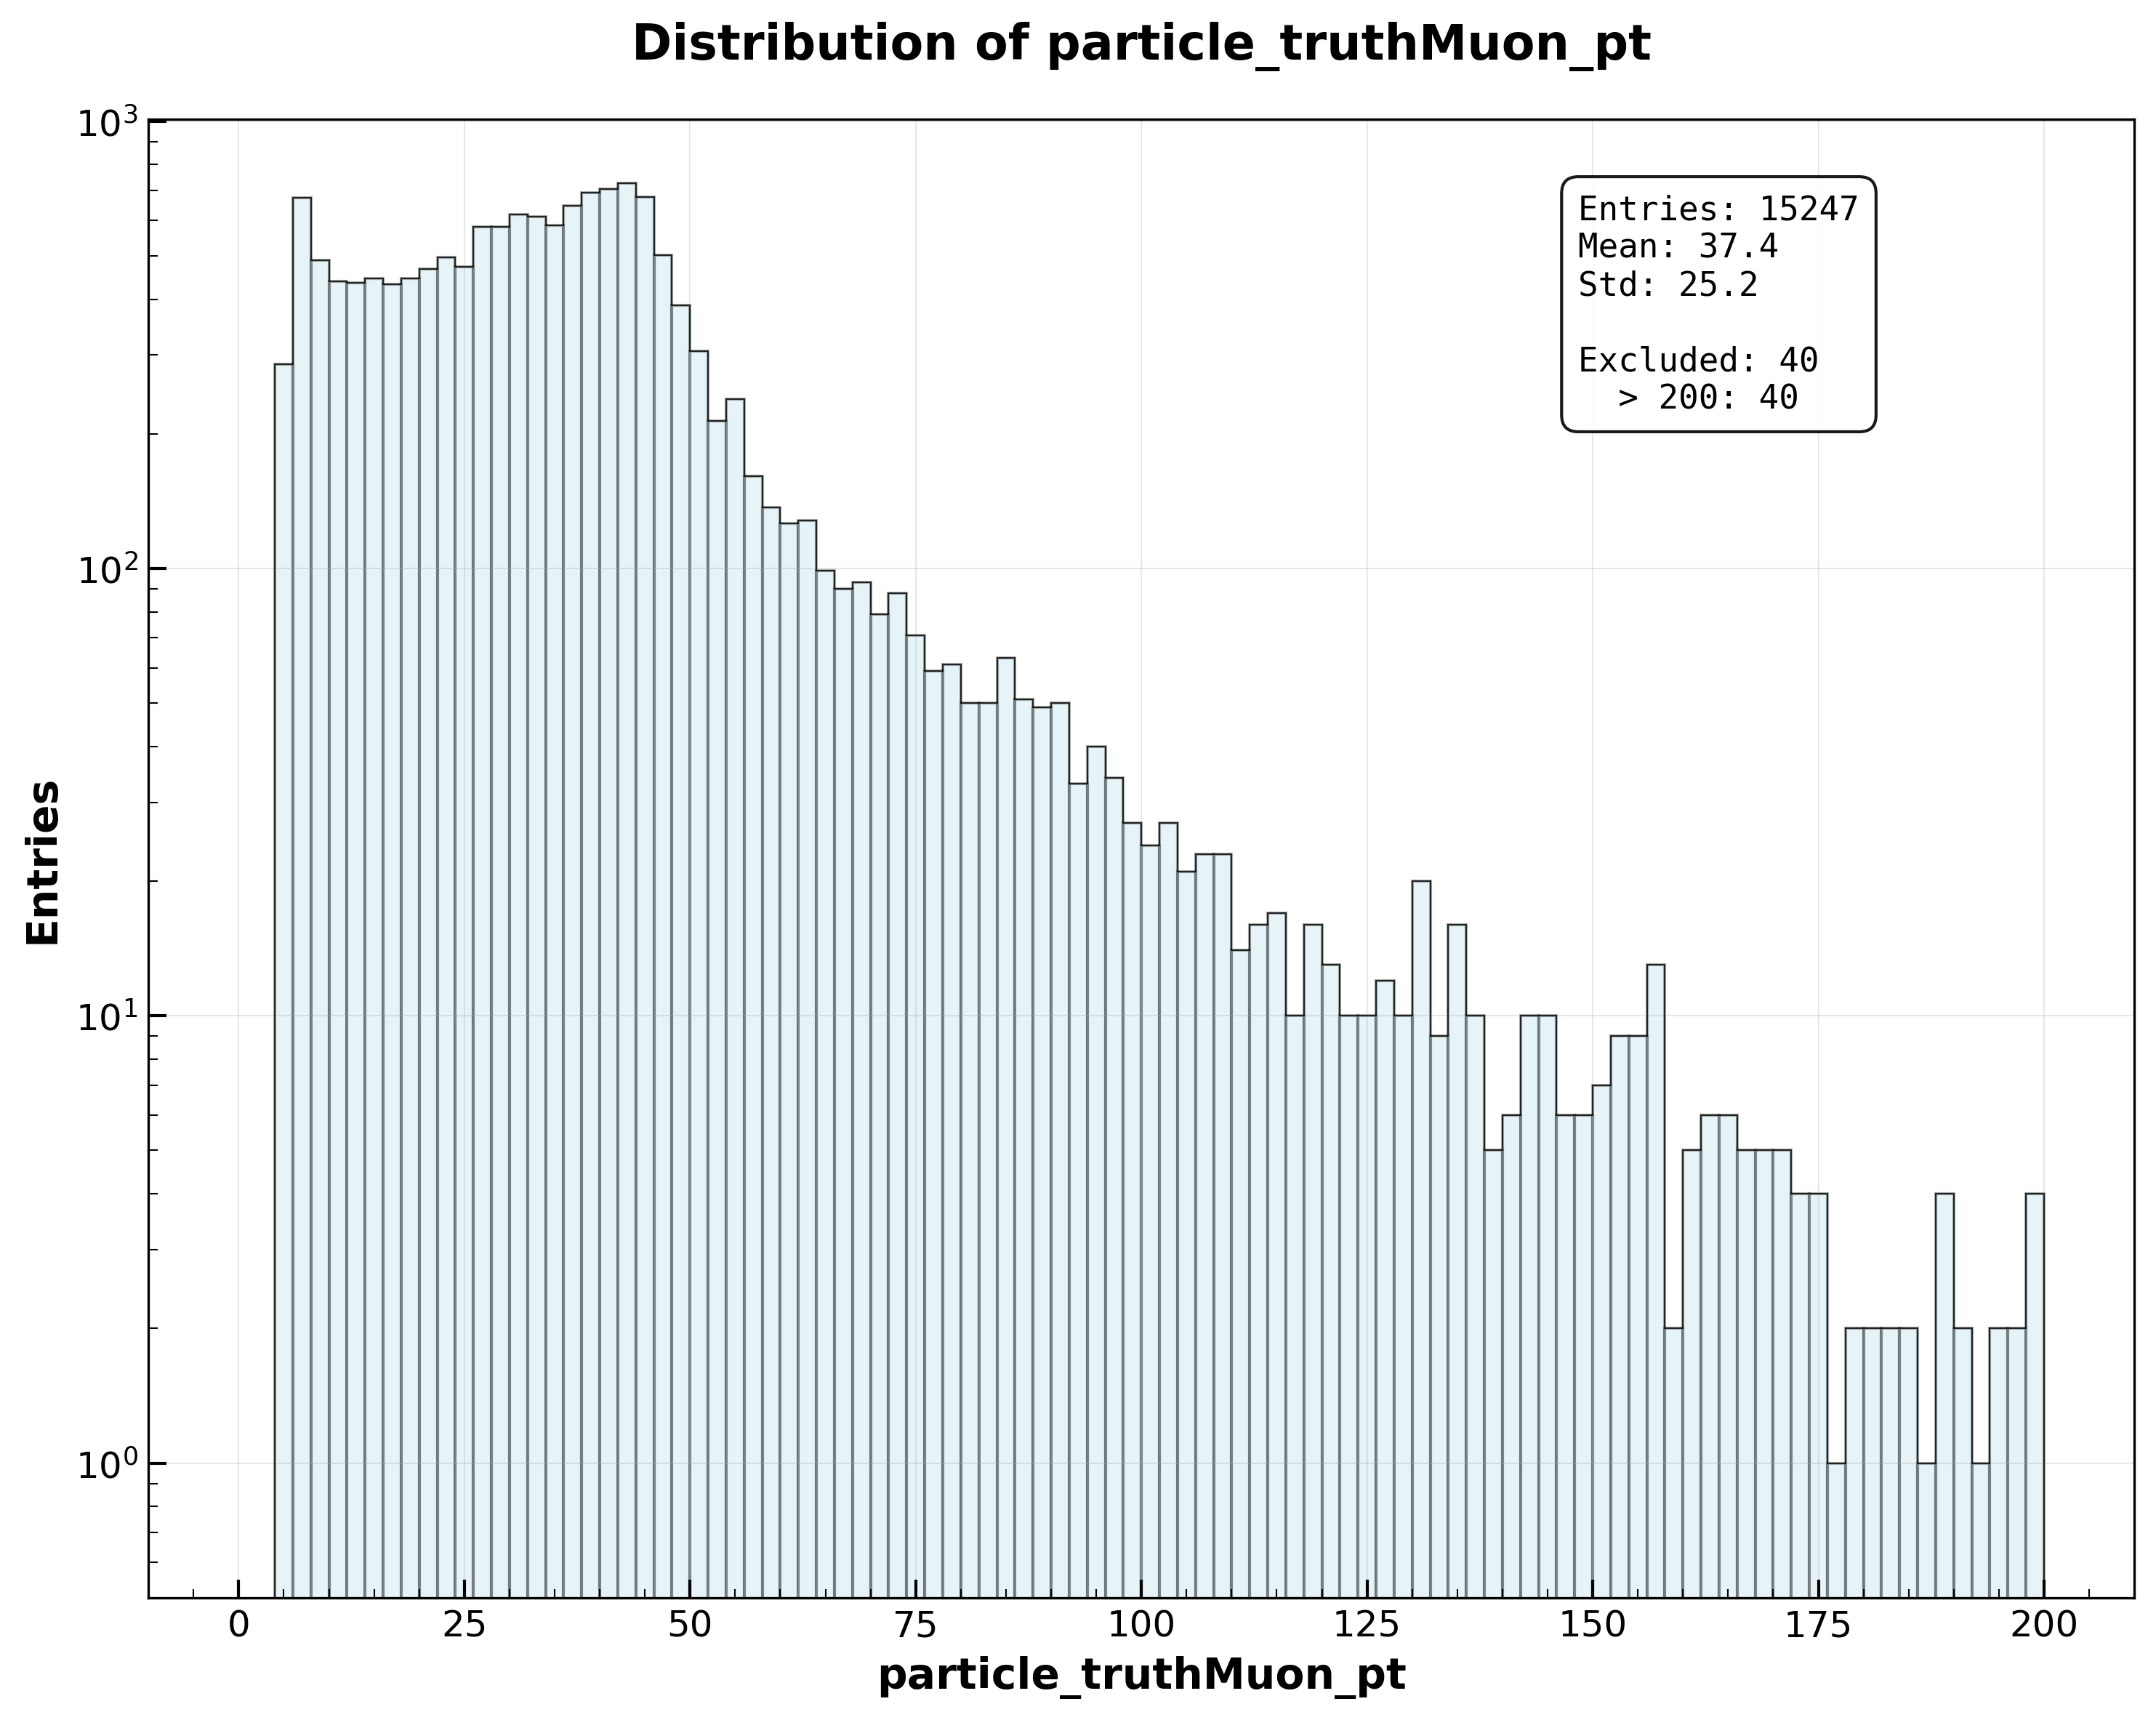 Distribution of particle_truthMuon_pt
Entries: 15247
Mean: 37.4
Std: 25.2
Excluded: 40
> 200: 40
Entries
10³
10²
10¹
10⁰
0 25 50 75 100 125 150 175 200
particle_truthMuon_pt